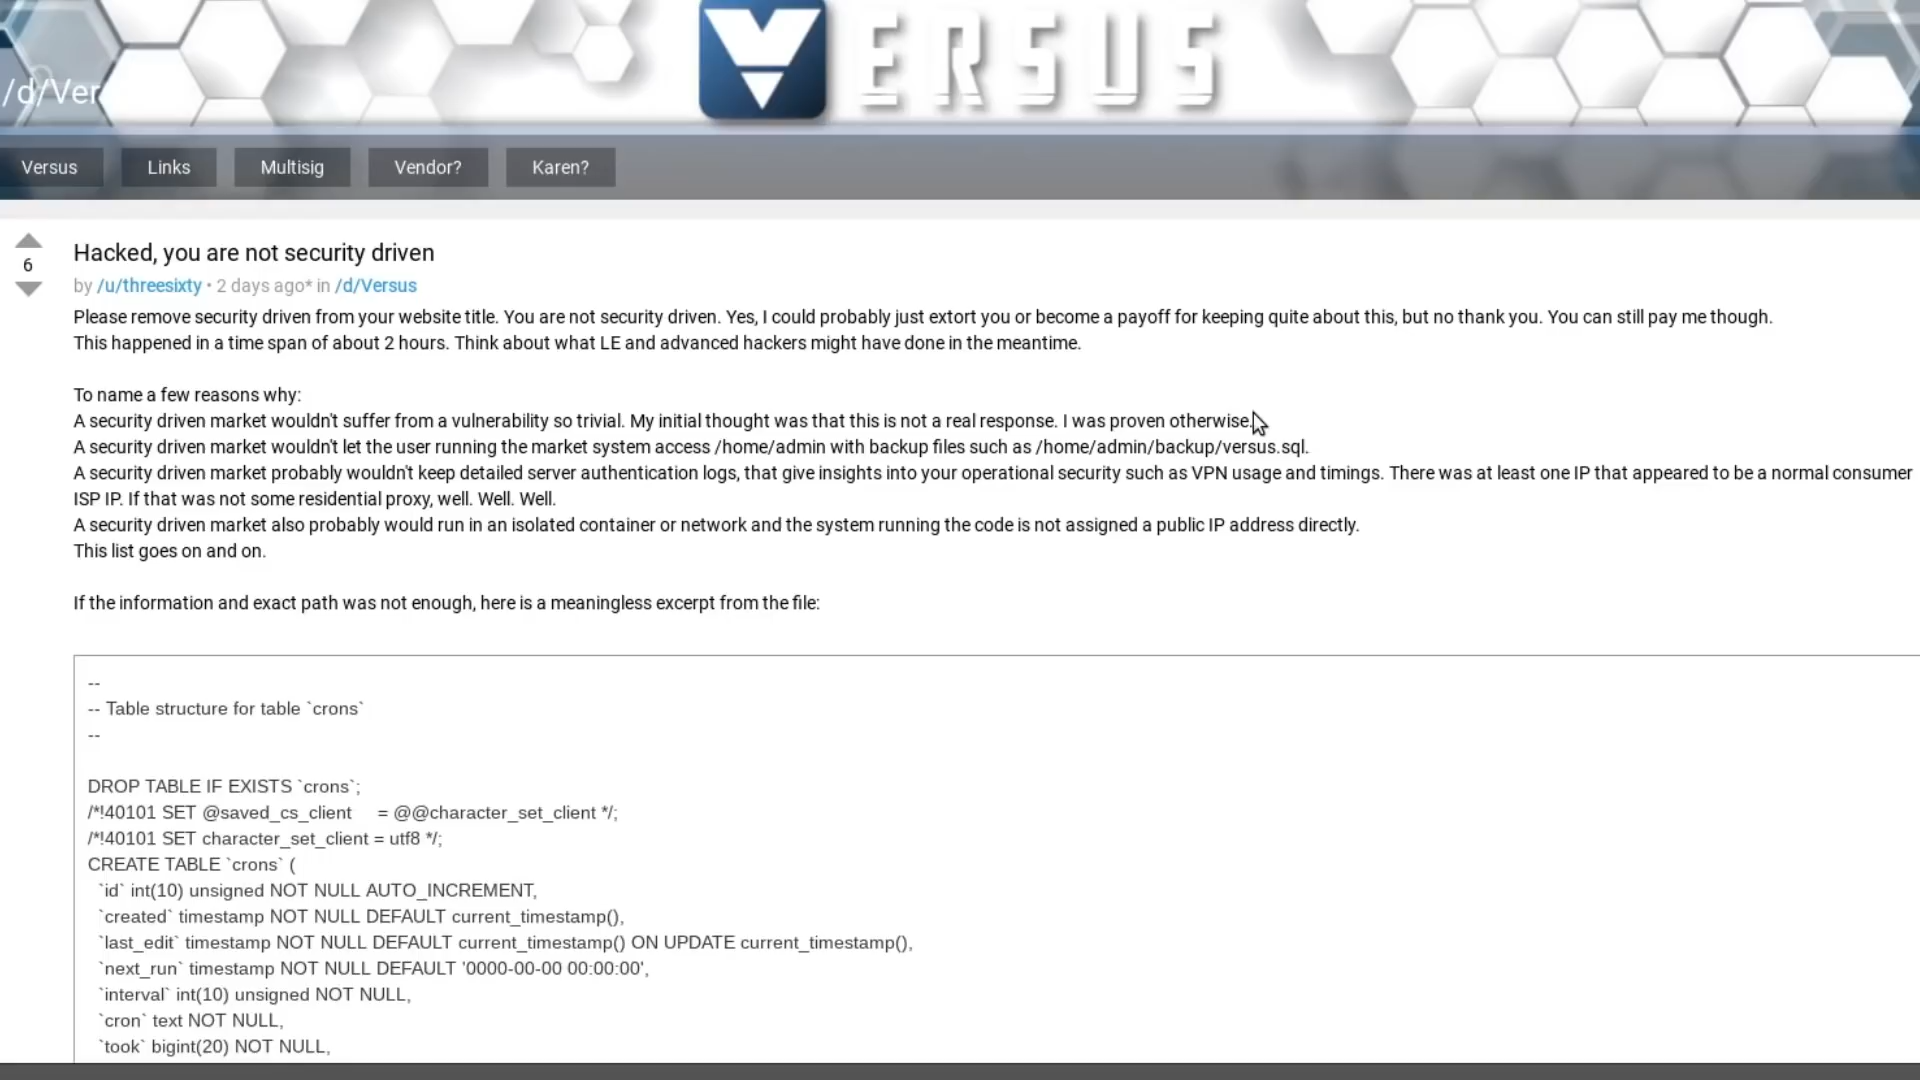 /d/Ver
VERSUS
Versus Links Multisig Vendor? Karen?
6
Hacked, you are not security driven
by /u/threesixty • 2 days ago* in /d/Versus
Please remove security driven from your website title. You are not security driven. Yes, I could probably just extort you or become a payoff for keeping quite about this, but no thank you. You can still pay me though.
This happened in a time span of about 2 hours. Think about what LE and advanced hackers might have done in the meantime.
To name a few reasons why:
A security driven market wouldn't suffer from a vulnerability so trivial. My initial thought was that this is not a real response. I was proven otherwise.
A security driven market wouldn't let the user running the market system access /home/admin with backup files such as /home/admin/backup/versus.sql.
A security driven market probably wouldn't keep detailed server authentication logs, that give insights into your operational security such as VPN usage and timings. There was at least one IP that appeared to be a normal consumer
ISP IP. If that was not some residential proxy, well. Well. Well.
A security driven market also probably would run in an isolated container or network and the system running the code is not assigned a public IP address directly.
This list goes on and on.
If the information and exact path was not enough, here is a meaningless excerpt from the file:
--
-- Table structure for table `crons`
--
DROP TABLE IF EXISTS `crons`;
/*!40101 SET @saved_cs_client     = @@character_set_client */;
/*!40101 SET character_set_client = utf8 */;
CREATE TABLE `crons` (
`id` int(10) unsigned NOT NULL AUTO_INCREMENT,
`created` timestamp NOT NULL DEFAULT current_timestamp(),
`last_edit` timestamp NOT NULL DEFAULT current_timestamp() ON UPDATE current_timestamp(),
`next_run` timestamp NOT NULL DEFAULT '0000-00-00 00:00:00',
`interval` int(10) unsigned NOT NULL,
`cron` text NOT NULL,
`took` bigint(20) NOT NULL,